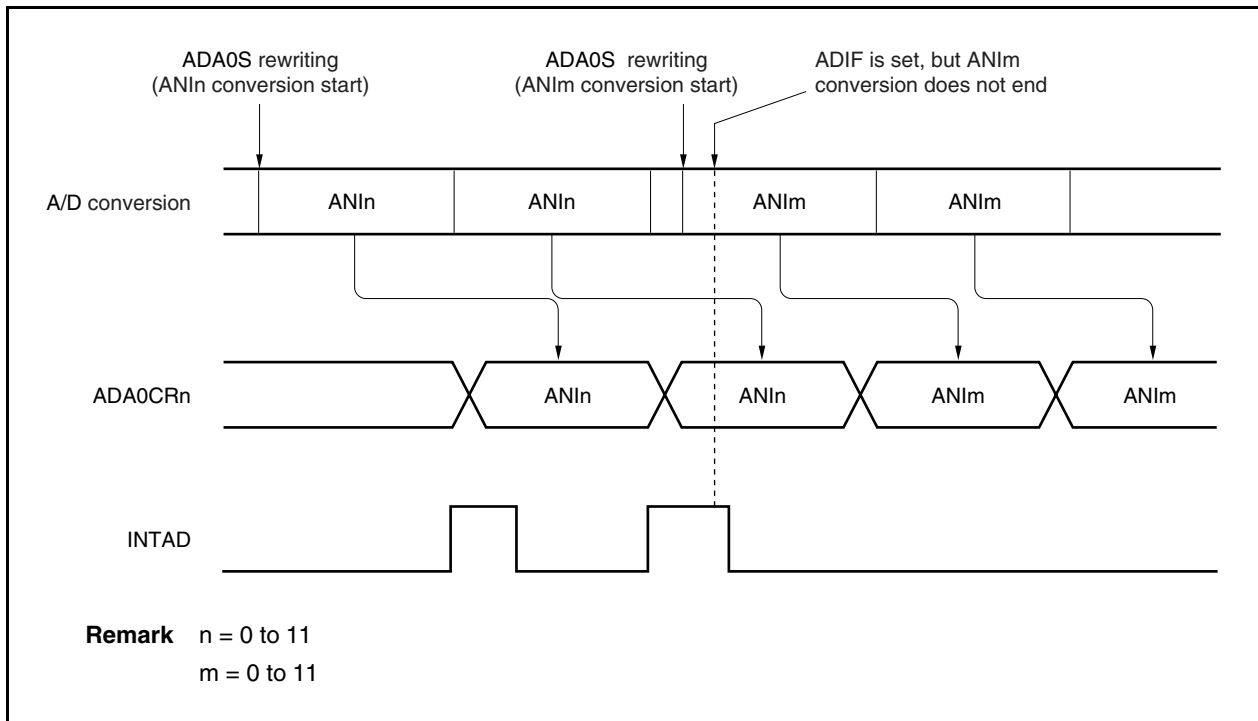 ADA0S rewriting
(ANIn conversion start)
ADA0S rewriting
(ANIm conversion start)
ADIF is set, but ANIm
conversion does not end
A/D conversion
ANIn
ANIn
ANIm
ANIm
ADA0CRn
ANIn
ANIn
ANIm
ANIm
INTAD
Remark n = 0 to 11
m = 0 to 11